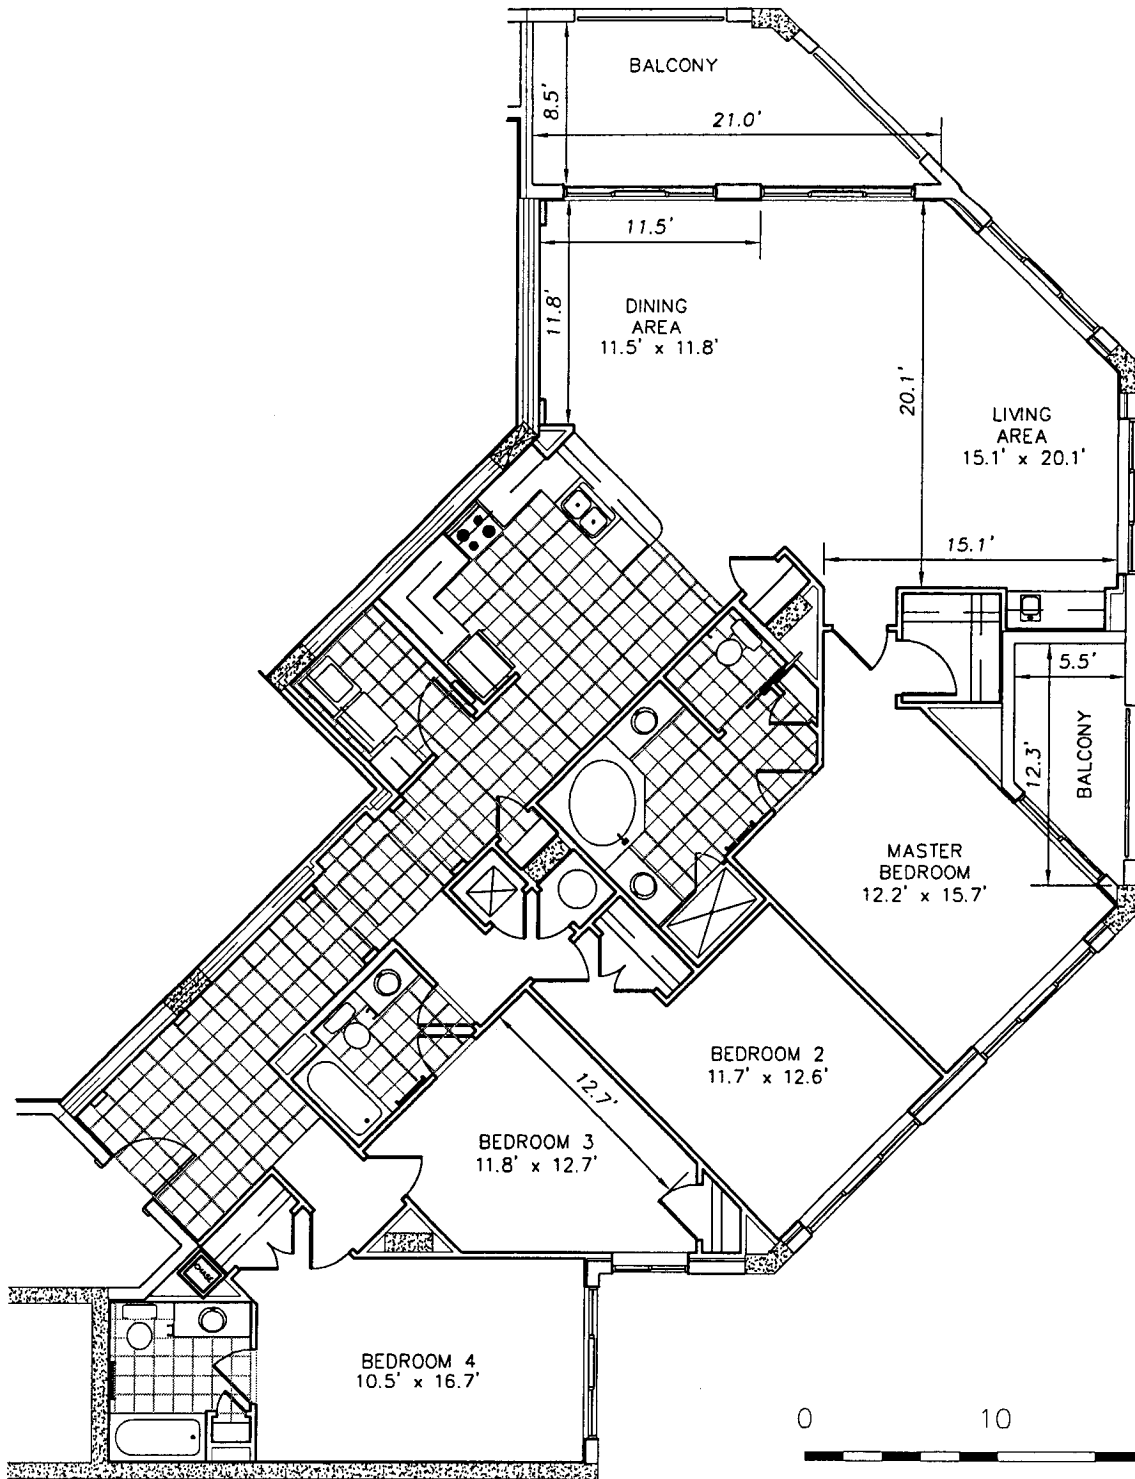 BALCONY
8.5'
21.0'
11.5'
11.8'
DINING
AREA
11.5' x 11.8'
20.1'
LIVING
AREA
15.1' x 20.1'
15.1'
5.5'
12.3'
BALCONY
MASTER
BEDROOM
12.2' x 15.7'
BEDROOM 2
11.7' x 12.6'
12.7'
BEDROOM 3
11.8' x 12.7'
CHASE
BEDROOM 4
10.5' x 16.7'
0 10